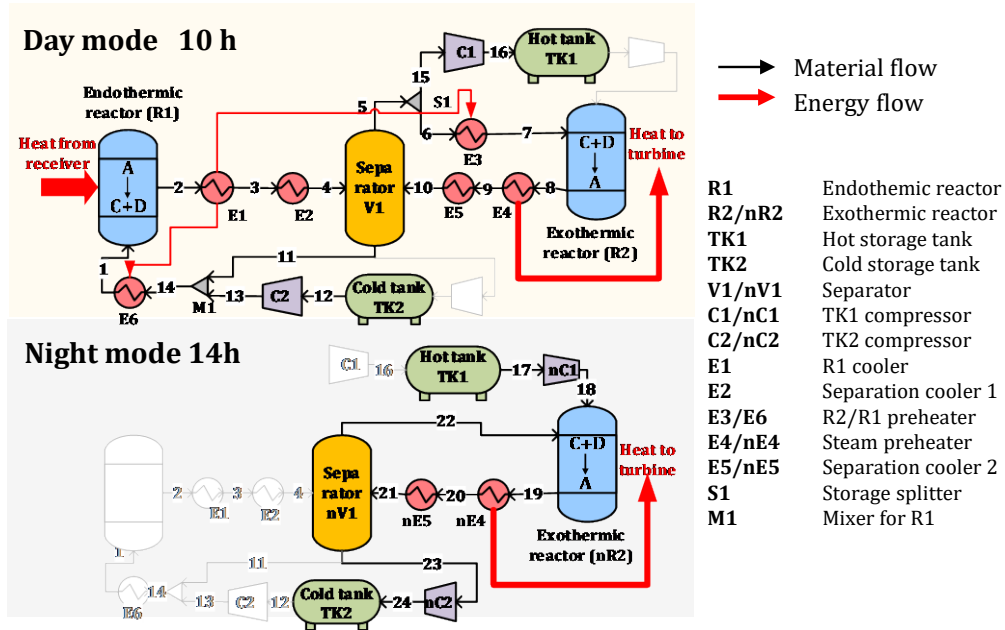 Day mode 10 h
C1
16
Hot tank
TK1
15
S1
5
Endothermic
reactor (R1)
Heat from
receiver
A
C+D
2
E1
3
E2
4
Sepa
rator
V1
6
E3
7
C+D
A
Heat to
turbine
10
E5
9
E4
8
Exothermic
reactor (R2)
1
E6
14
M1
11
13
C2
12
Cold tank
TK2
Night mode 14h
C1
16
Hot tank
TK1
17
nC1
18
22
C+D
A
Heat to
turbine
2
E1
3
E2
4
Sepa
rator
nV1
21
nE5
20
nE4
19
Exothermic
reactor (nR2)
1
11
23
E6
14
13
C2
12
Cold tank
TK2
24
nC2
Material flow
Energy flow
R1 Endothemic reactor
R2/nR2 Exothermic reactor
TK1 Hot storage tank
TK2 Cold storage tank
V1/nV1 Separator
C1/nC1 TK1 compressor
C2/nC2 TK2 compressor
E1 R1 cooler
E2 Separation cooler 1
E3/E6 R2/R1 preheater
E4/nE4 Steam preheater
E5/nE5 Separation cooler 2
S1 Storage splitter
M1 Mixer for R1